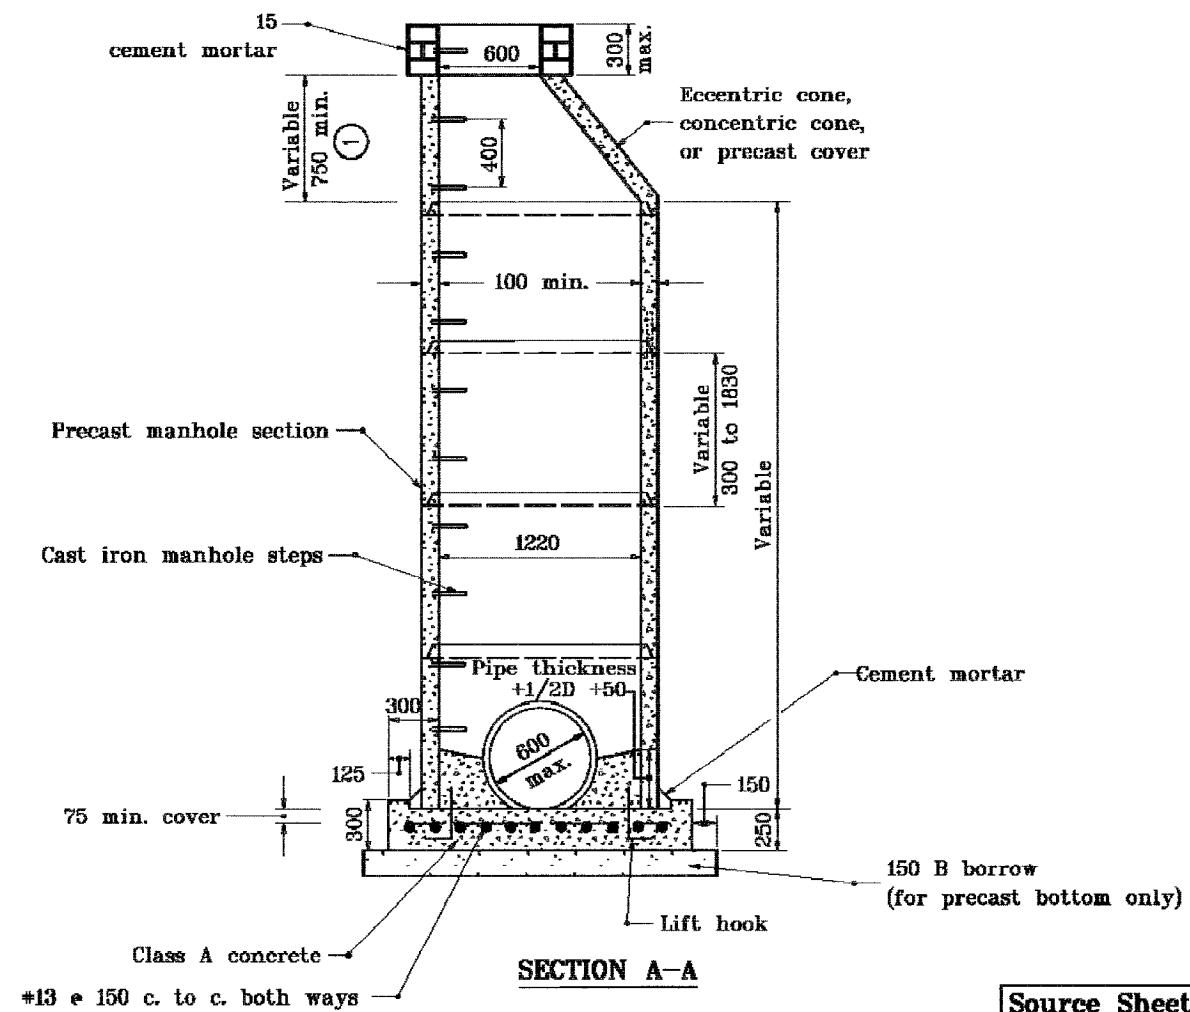 15
cement mortar
600
300
max.
Variable
750 min.
1
400
Eccentric cone,
concentric cone,
or precast cover
100 min.
Variable
300 to 1830
Variable
Precast manhole section
1220
Cast iron manhole steps
Pipe thickness
+1/2D +50
Cement mortar
300
600
max.
125
150
75 min. cover
300
250
150 B borrow
(for precast bottom only)
Lift hook
Class A concrete
SECTION A-A
#13 @ 150 c. to c. both ways
Source Sheet